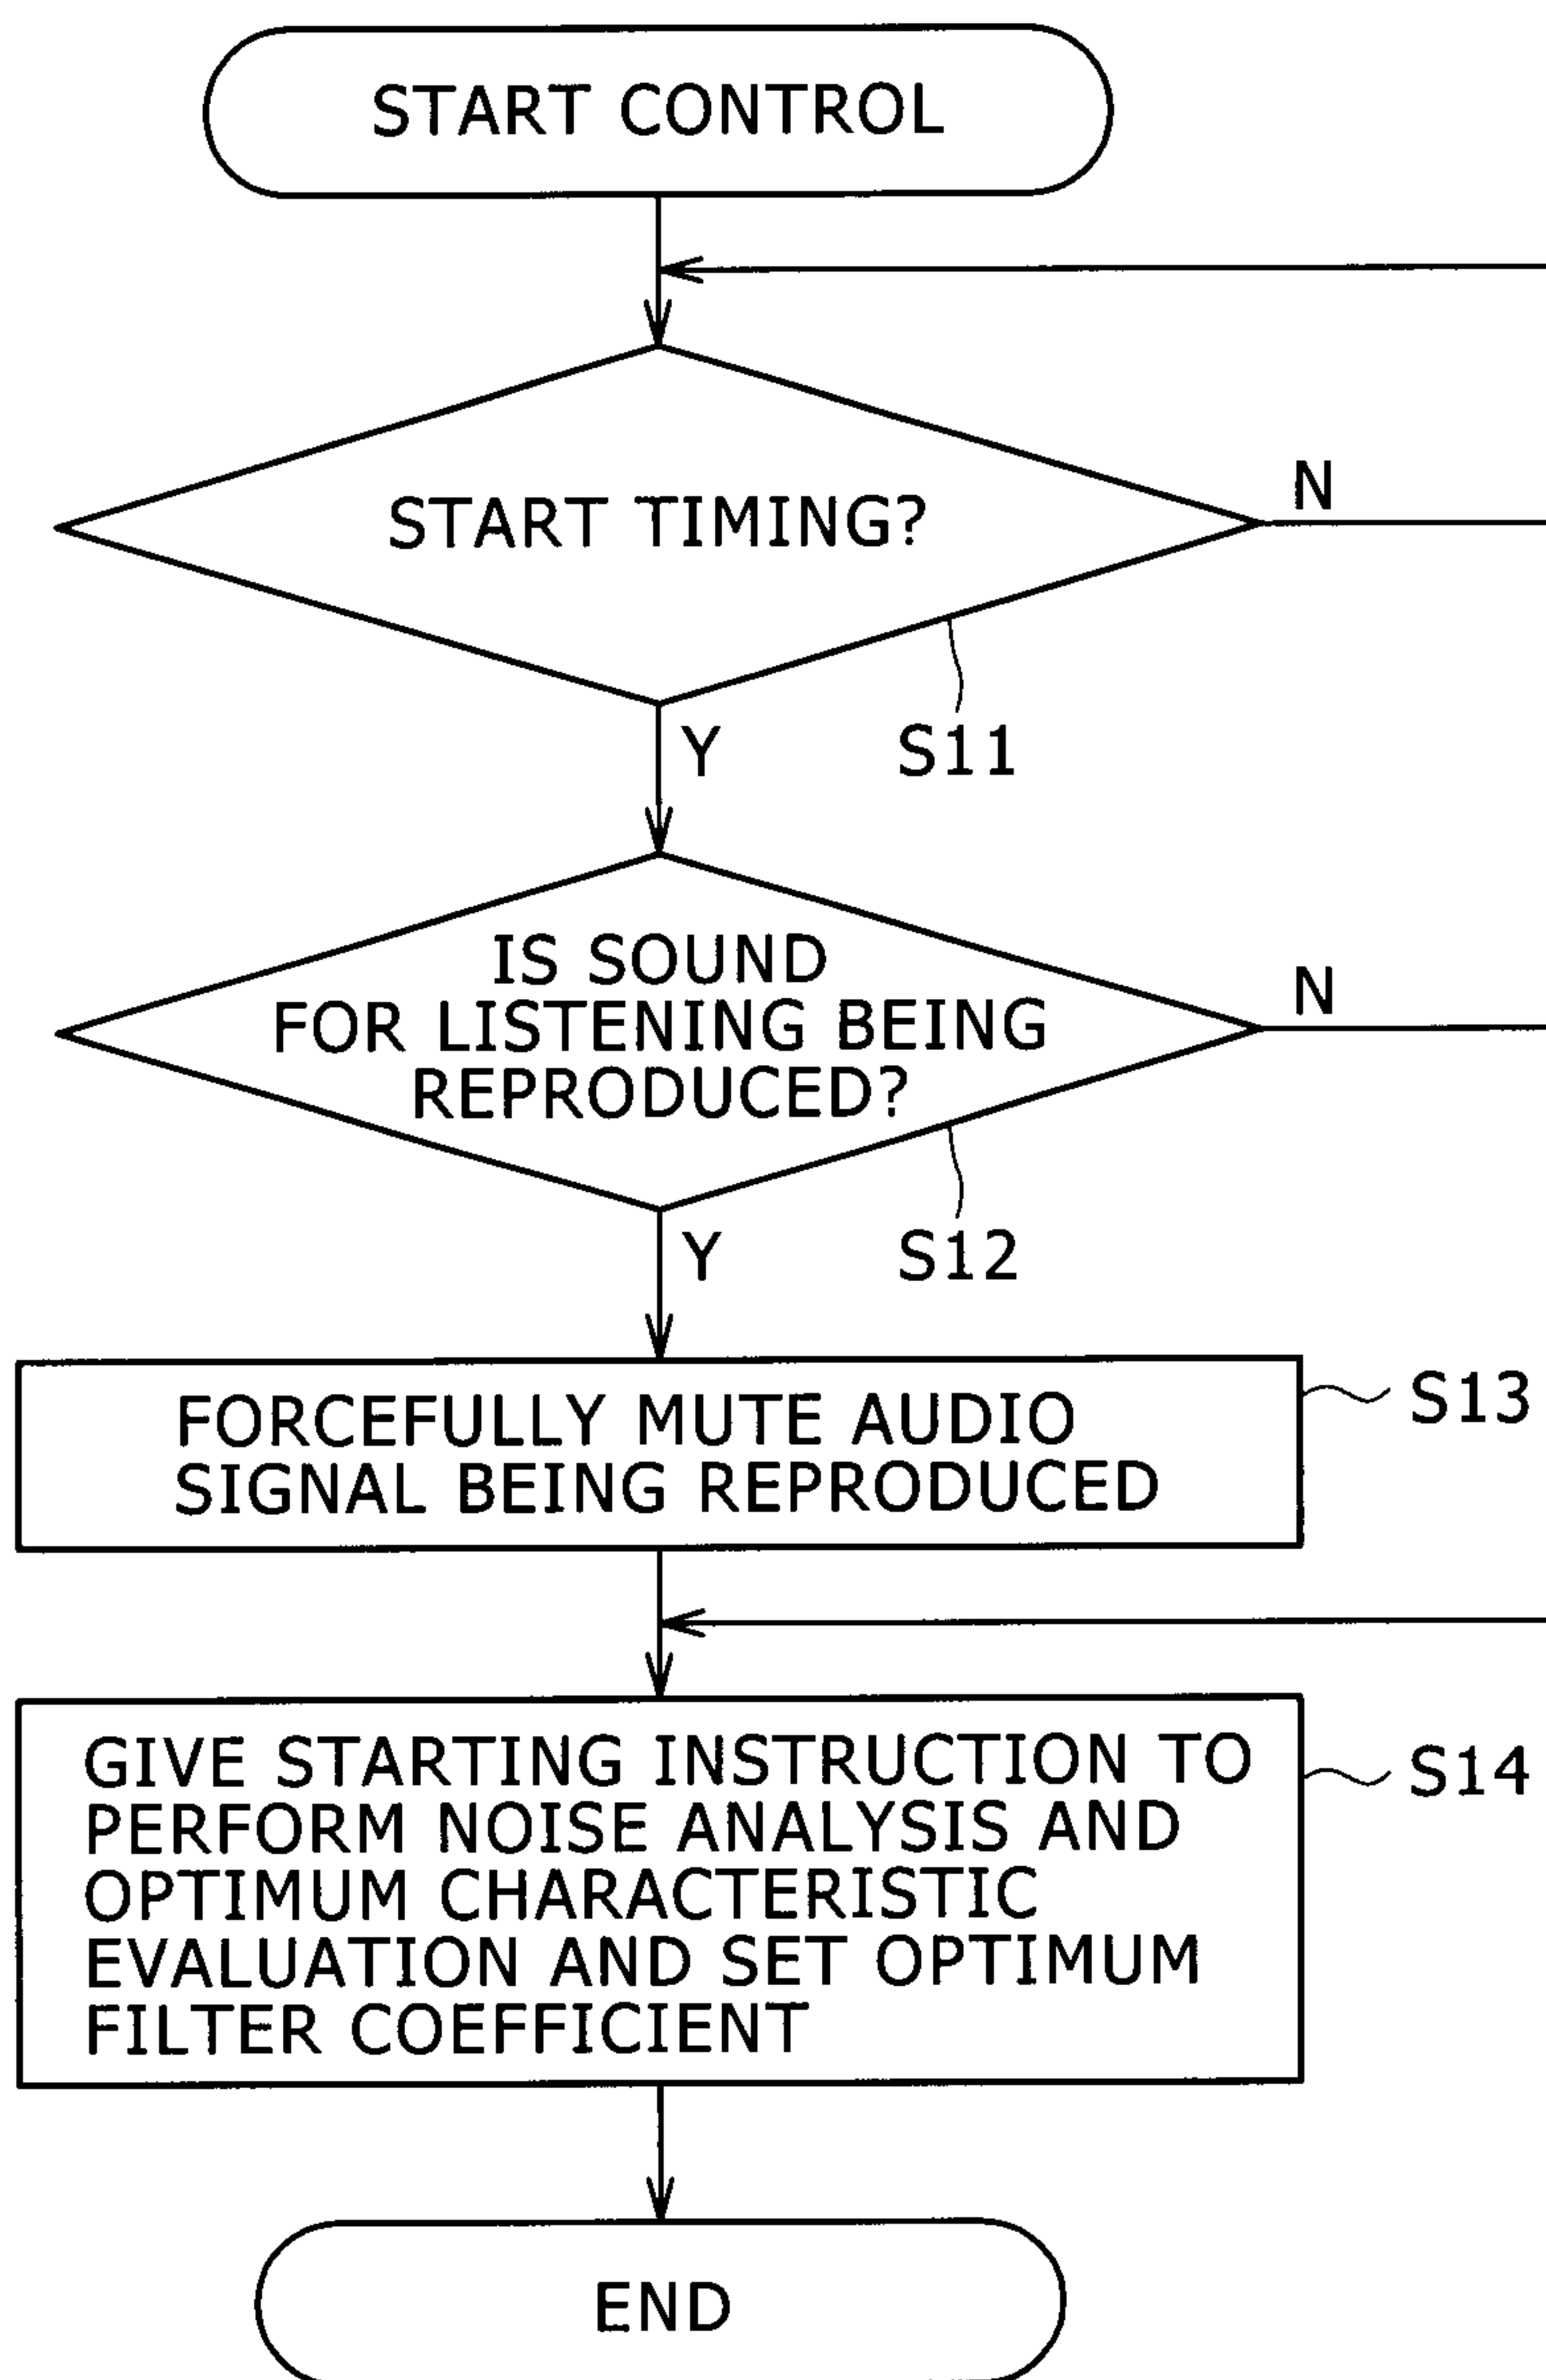 START CONTROL
START TIMING?
N
Y
S11
IS SOUND
FOR LISTENING BEING
REPRODUCED?
N
Y
S12
FORCEFULLY MUTE AUDIO
SIGNAL BEING REPRODUCED
S13
GIVE STARTING INSTRUCTION TO
PERFORM NOISE ANALYSIS AND
OPTIMUM CHARACTERISTIC
EVALUATION AND SET OPTIMUM
FILTER COEFFICIENT
S14
END